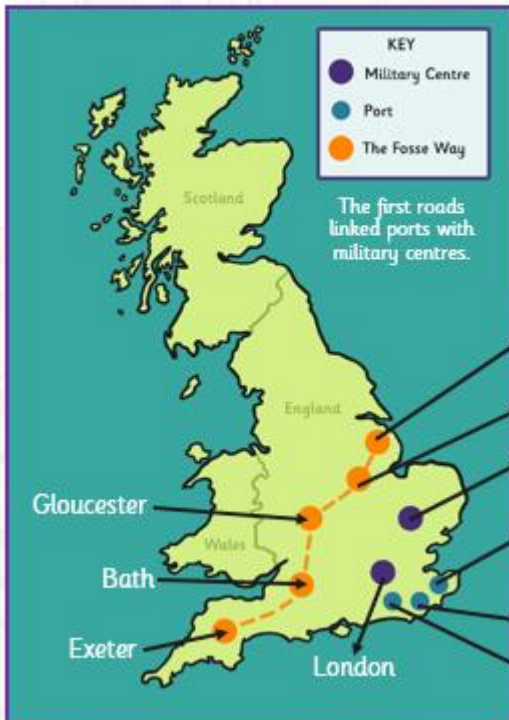 KEY
Military Centre
Port
The Fosse Way
The first roads
linked ports with
military centres.
Scotland
England
Gloucester
Wales
Bath
Exeter
London